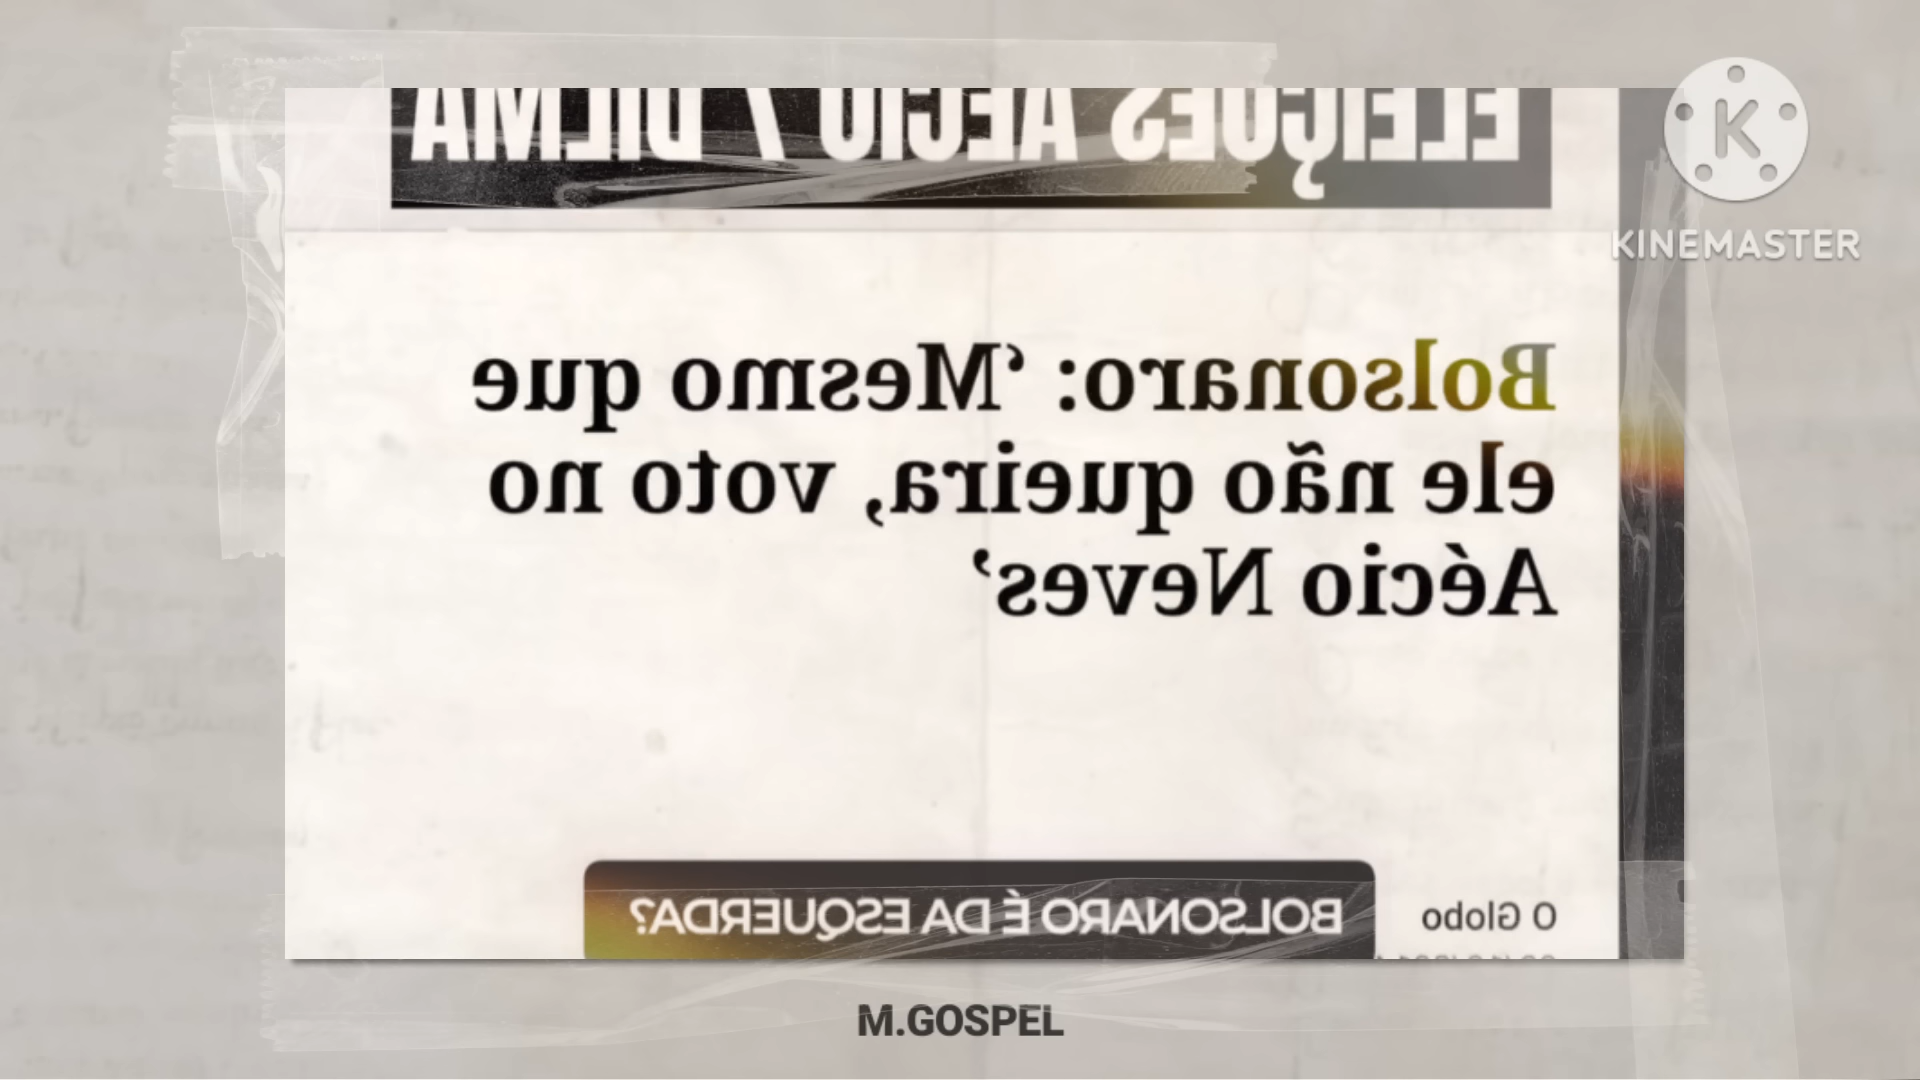 ELEIÇÕES AÉCIO 7 DILMA
K
KINEMASTER
Bolsonaro: ‘Mesmo que
ele não queira, voto no
Aécio Neves’
O Globo
BOLSONARO É DA ESQUERDA?
M.GOSPEL